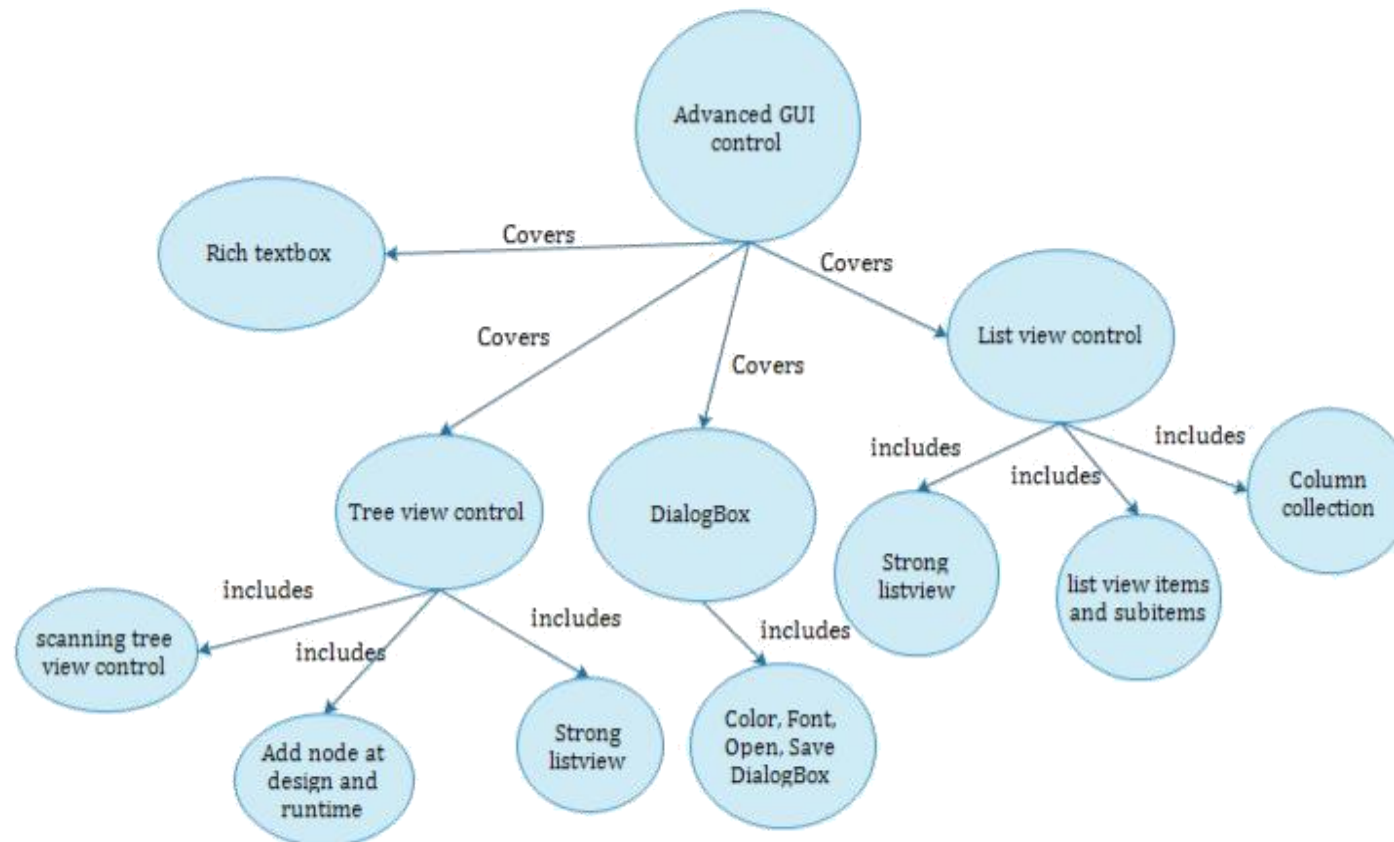 Advanced GUI
control
Rich textbox
Covers
Covers
Covers
Covers
List view control
Tree view control
DialogBox
includes
includes
includes
Column
collection
Strong
listview
list view items
and subitems
includes
includes
includes
includes
scanning tree
view control
Add node at
design and
runtime
Strong
listview
Color, Font,
Open, Save
DialogBox